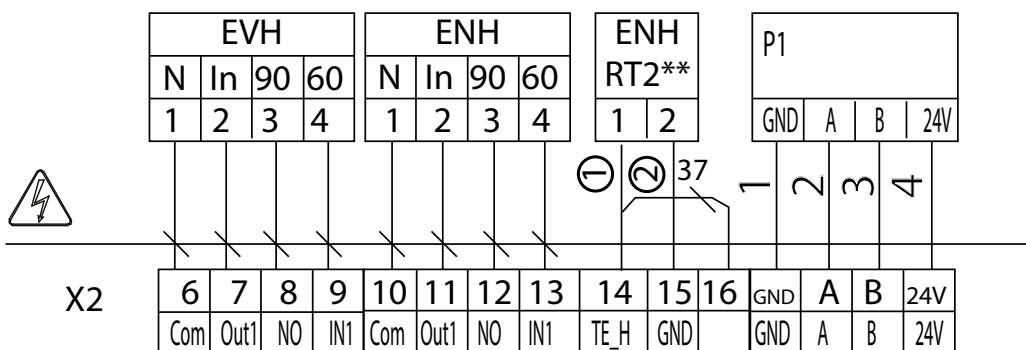 EVH ENH ENH RT2** P1
N In 90 60 N In 90 60
1 2 3 4 1 2 3 4 1 2 GND A B 24V
1 2 37 1 2 3 4
X2 6 7 8 9 10 11 12 13 14 15 16 GND A B 24V
Com Out1 NO IN1 Com Out1 NO IN1 TE_H GND GND A B 24V